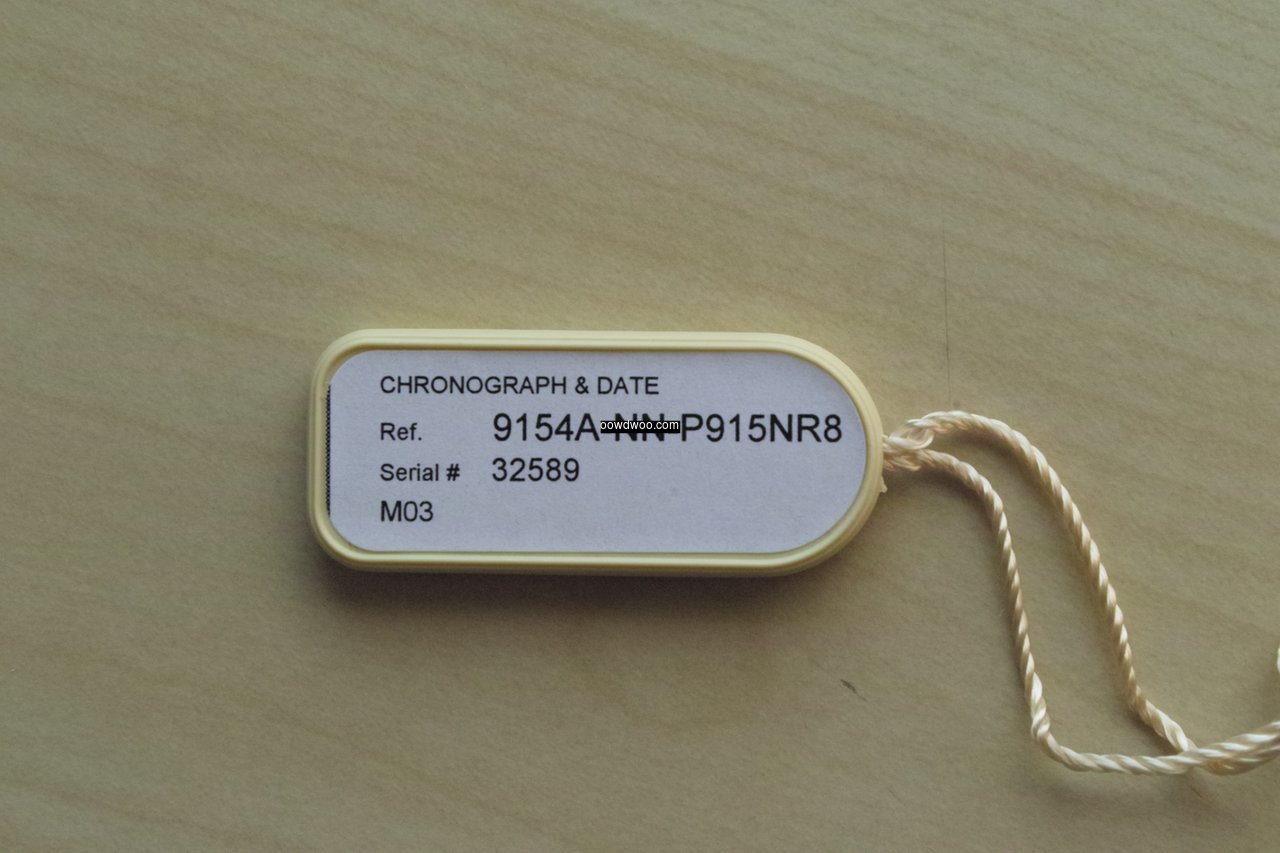 CHRONOGRAPH & DATE
Ref. 9154A-NN-P915NR8
oowdwoo.com
Serial # 32589
M03